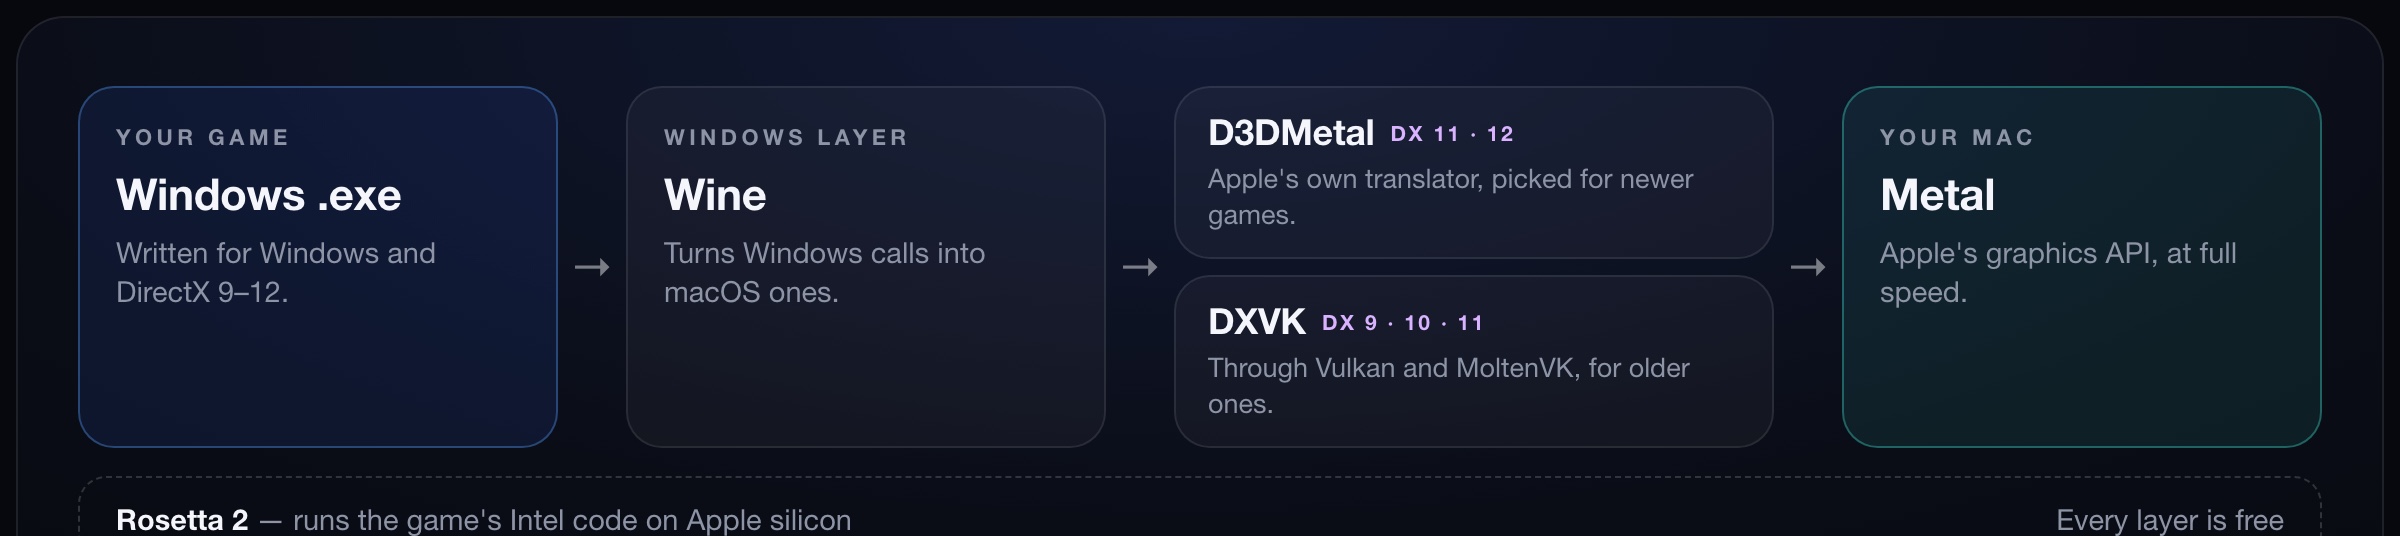 YOUR GAME
Windows .exe
Written for Windows and
DirectX 9–12.
WINDOWS LAYER
Wine
Turns Windows calls into
macOS ones.
D3DMetal DX 11 · 12
Apple's own translator, picked for newer
games.
DXVK DX 9 · 10 · 11
Through Vulkan and MoltenVK, for older
ones.
YOUR MAC
Metal
Apple's graphics API, at full
speed.
Rosetta 2 — runs the game's Intel code on Apple silicon
Every layer is free